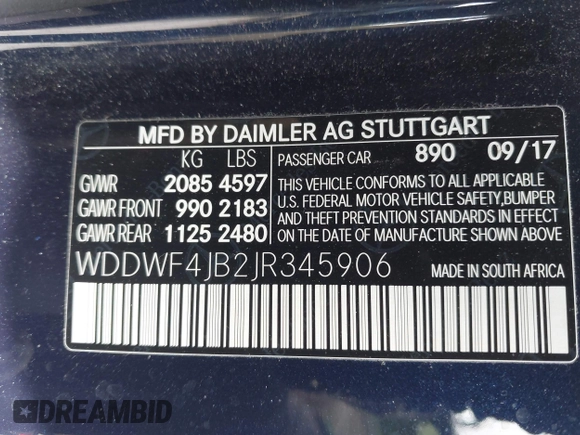 MFD BY DAIMLER AG STUTTGART
KG LBS PASSENGER CAR 890 09/17
GVWR 2085 4597
GAWR FRONT 990 2183
GAWR REAR 1125 2480
THIS VEHICLE CONFORMS TO ALL APPLICABLE
U.S. FEDERAL MOTOR VEHICLE SAFETY,BUMPER
AND THEFT PREVENTION STANDARDS IN EFFECT
ON DATE OF MANUFACTURE SHOWN ABOVE
WDDWF4JB2JR345906 MADE IN SOUTH AFRICA
DREAMBID